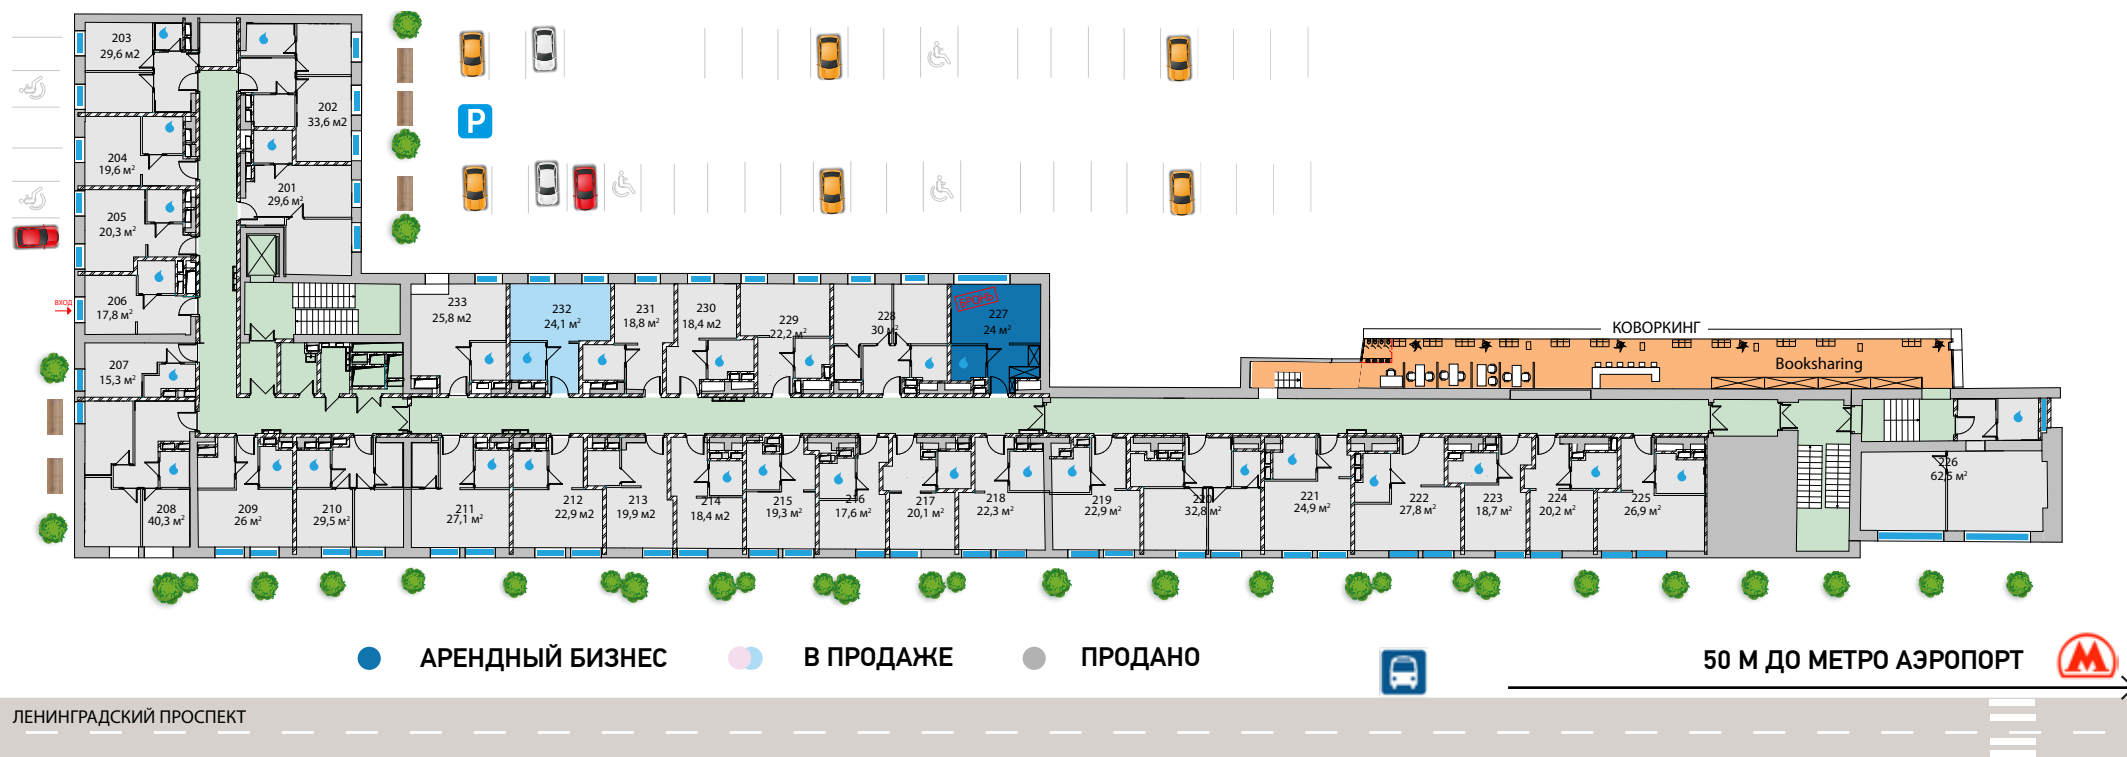 203
29,6 м2
202
33,6 м2
204
19,6 м²
201
29,6 м²
205
20,3 м²
206
17,8 м²
ВХОД
207
15,3 м²
P
233
25,8 м2
232
24,1 м²
231
18,8 м²
230
18,4 м2
229
22,2 м²
228
30 м²
БРОНЬ
227
24 м²
КОВОРКИНГ
Booksharing
208
40,3 м²
209
26 м²
210
29,5 м²
211
27,1 м²
212
22,9 м2
213
19,9 м2
214
18,4 м2
215
19,3 м²
216
17,6 м²
217
20,1 м²
218
22,3 м²
219
22,9 м²
220
32,8 м²
221
24,9 м²
222
27,8 м²
223
18,7 м²
224
20,2 м²
225
26,9 м²
226
62,5 м²
АРЕНДНЫЙ БИЗНЕС
В ПРОДАЖЕ
ПРОДАНО
50 М ДО МЕТРО АЭРОПОРТ
М
ЛЕНИНГРАДСКИЙ ПРОСПЕКТ